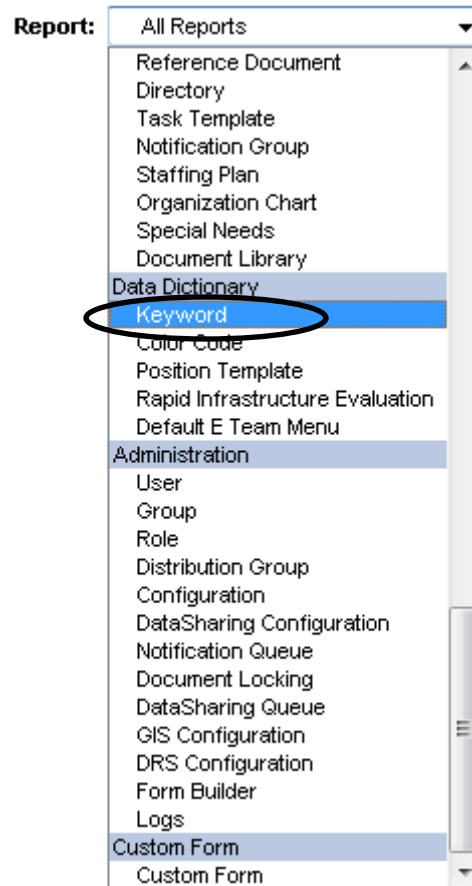 Report: All Reports
Reference Document
Directory
Task Template
Notification Group
Staffing Plan
Organization Chart
Special Needs
Document Library
Data Dictionary
Keyword
Color Code
Position Template
Rapid Infrastructure Evaluation
Default E Team Menu
Administration
User
Group
Role
Distribution Group
Configuration
DataSharing Configuration
Notification Queue
Document Locking
DataSharing Queue
GIS Configuration
DRS Configuration
Form Builder
Logs
Custom Form
Custom Form